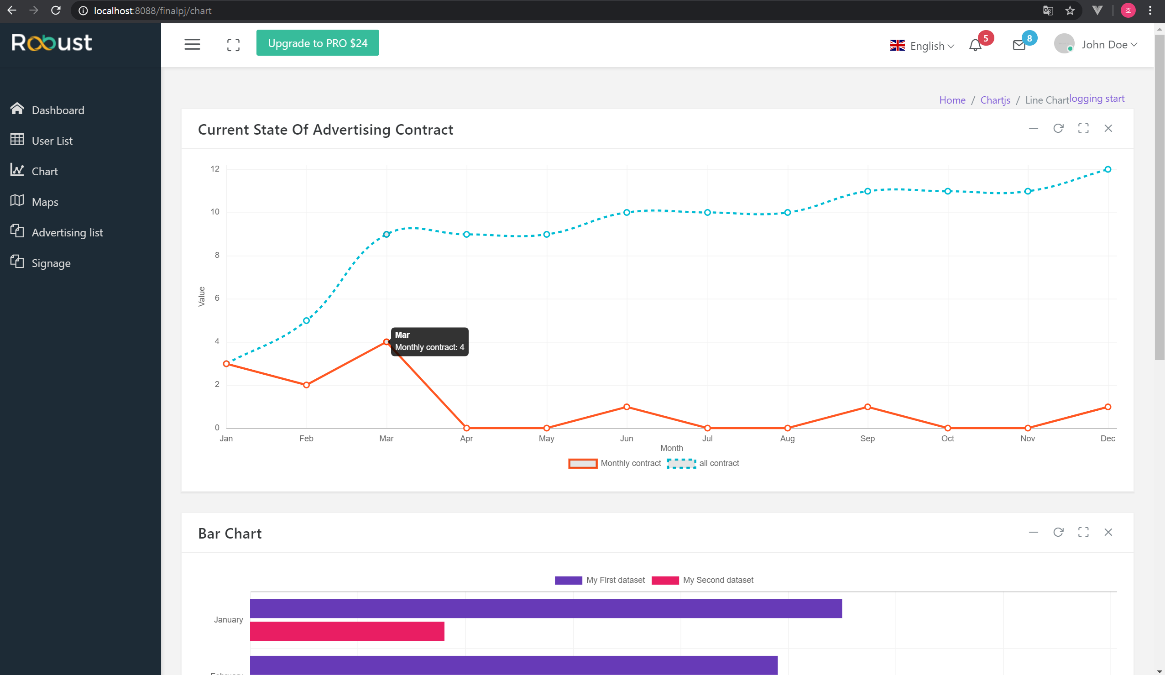 localhost:8088/finalpj/chart
Robust
Upgrade to PRO $24
English
5
8
John Doe
Dashboard
User List
Chart
Maps
Advertising list
Signage
Home / Chartjs / Line Chart
logging start
Current State Of Advertising Contract
12
10
8
6
4
2
0
Value
Mar
Monthly contract: 4
Jan Feb Mar Apr May Jun Jul Aug Sep Oct Nov Dec
Month
Monthly contract all contract
Bar Chart
My First dataset My Second dataset
January